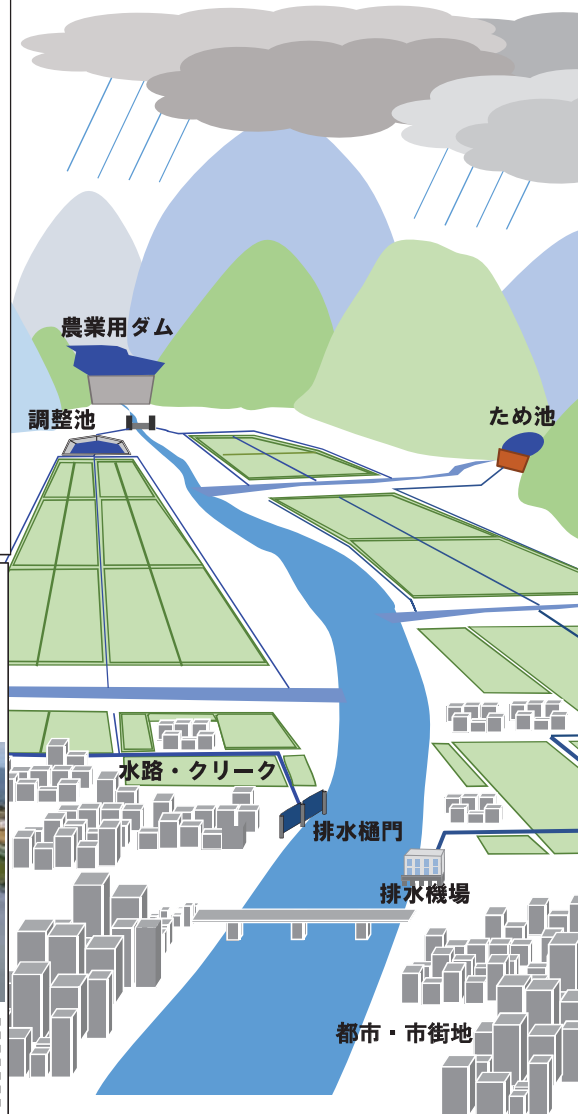 農業用ダム
調整池
ため池
水路・クリーク
排水樋門
排水機場
都市・市街地